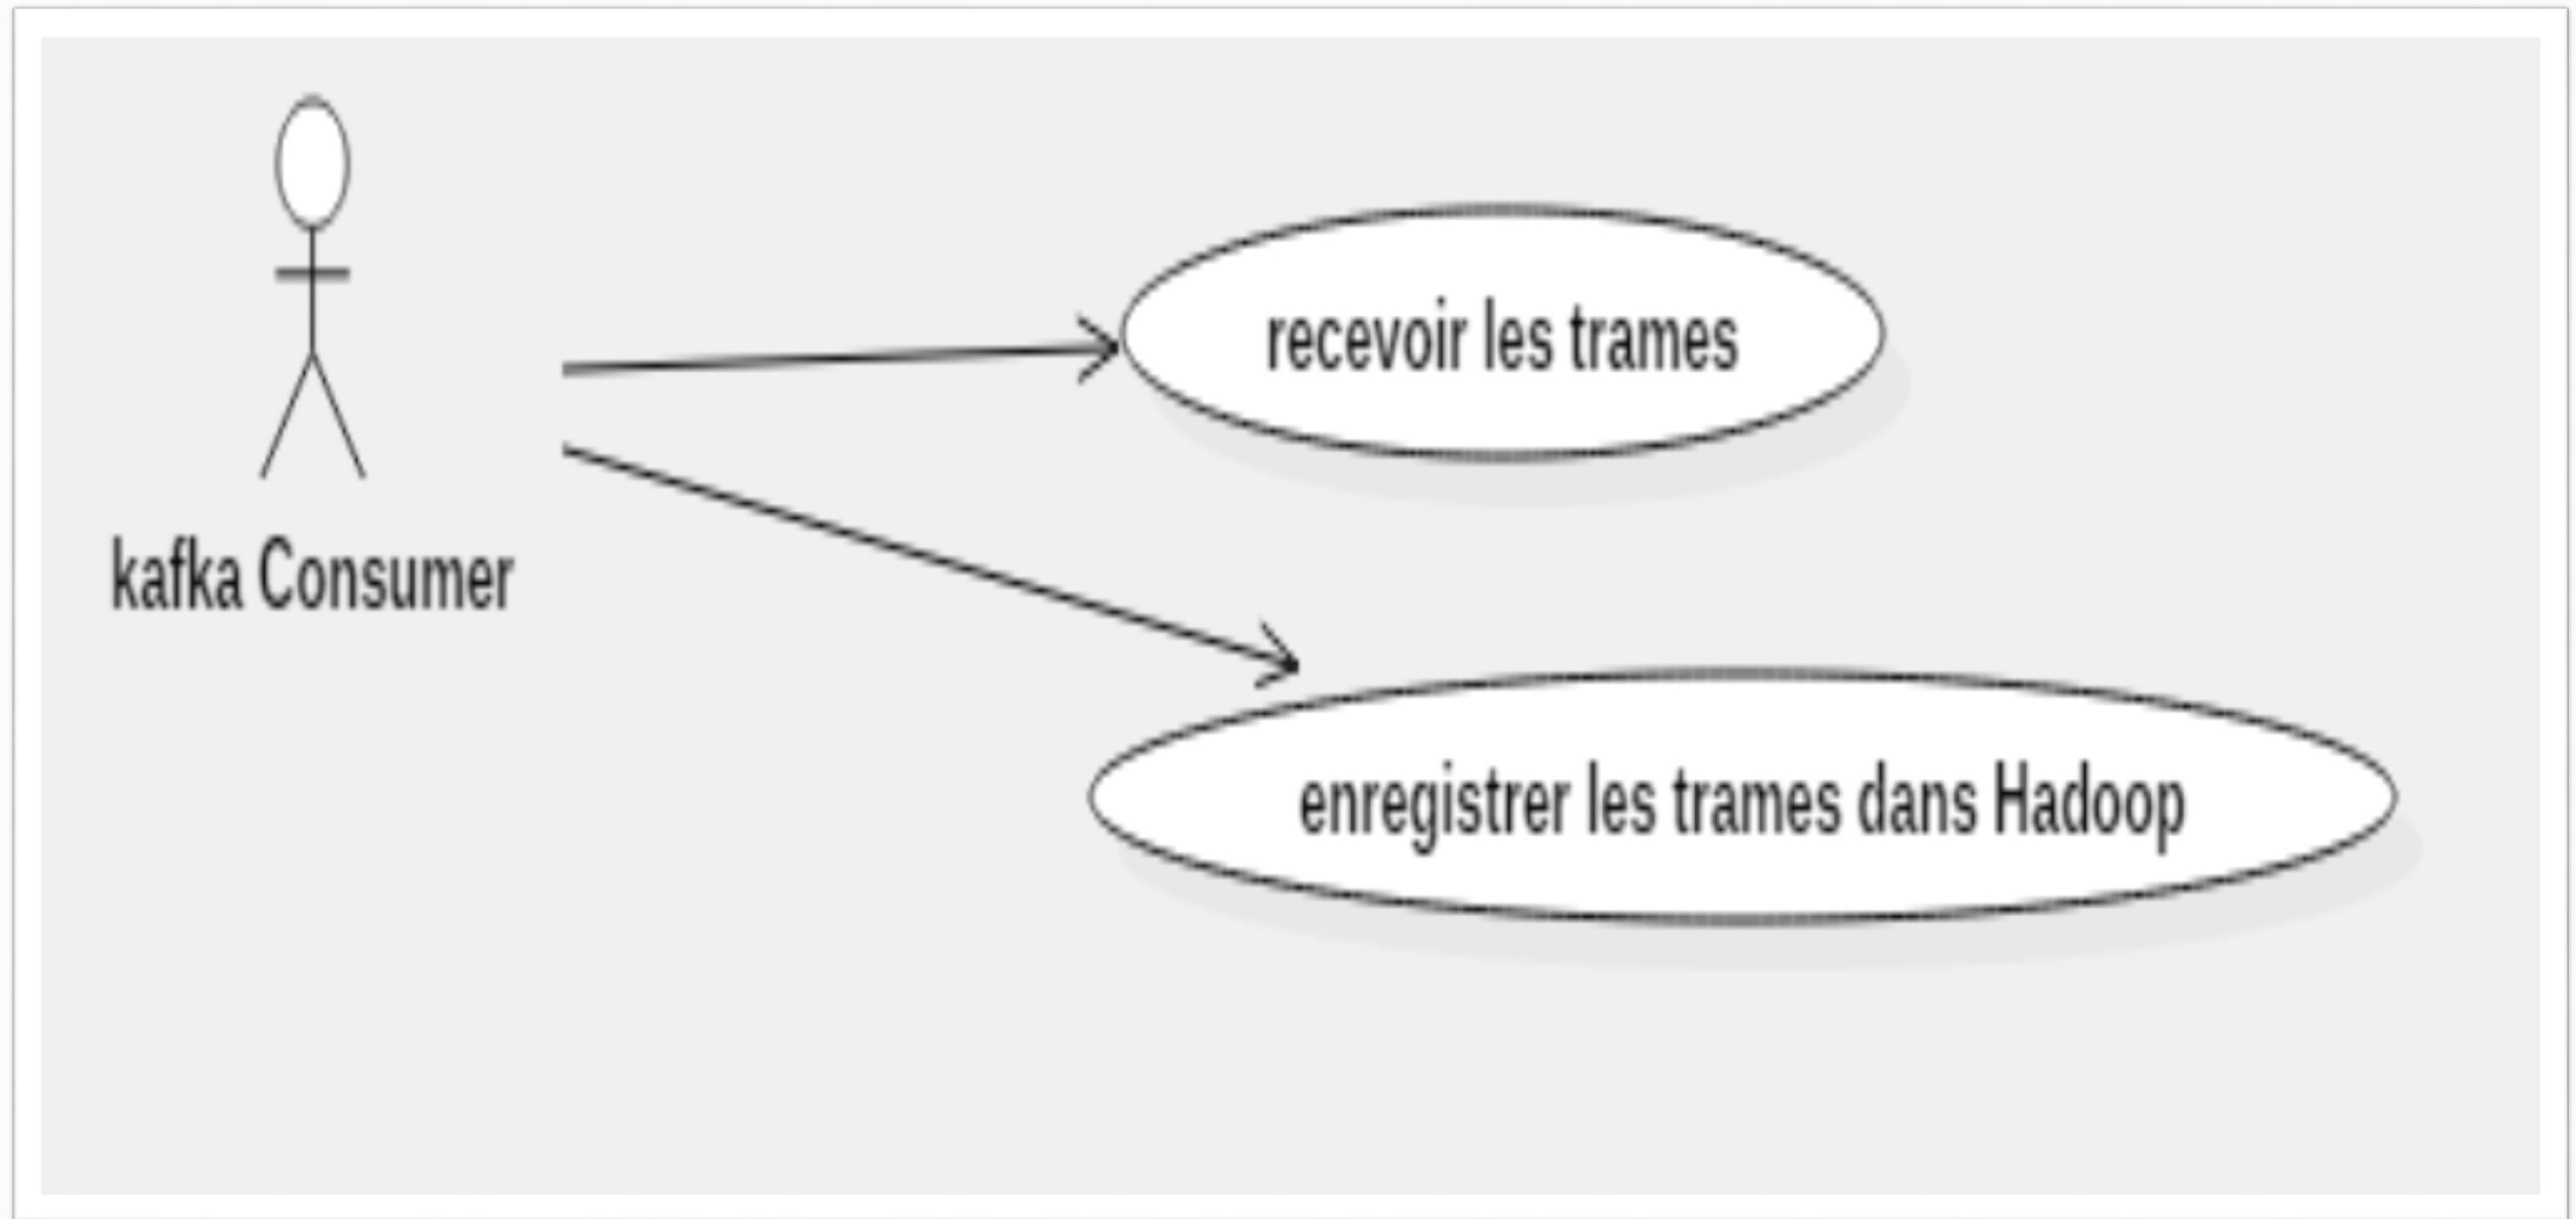 recevoir les trames
kafka Consumer
enregistrer les trames dans Hadoop